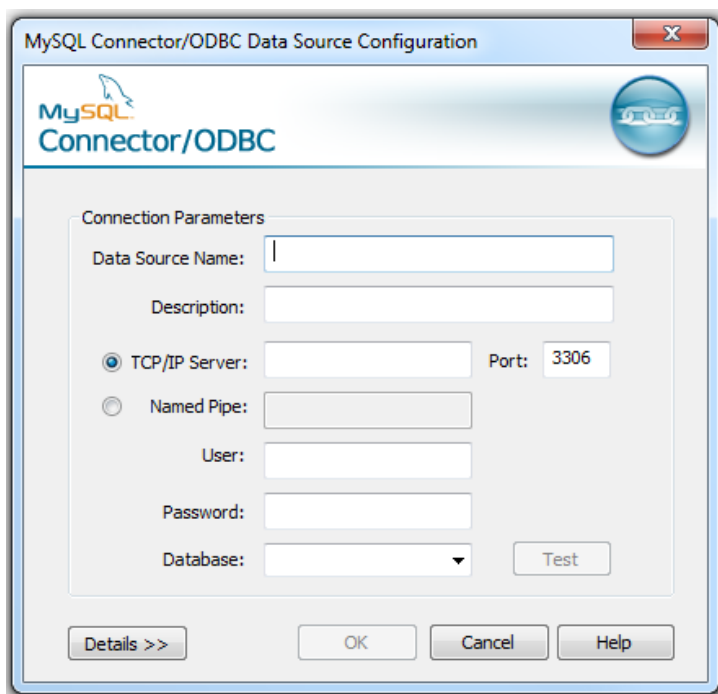 MySQL Connector/ODBC Data Source Configuration
MySQL
Connector/ODBC
Connection Parameters
Data Source Name:
Description:
TCP/IP Server: Port: 3306
Named Pipe:
User:
Password:
Database: Test
Details >> OK Cancel Help